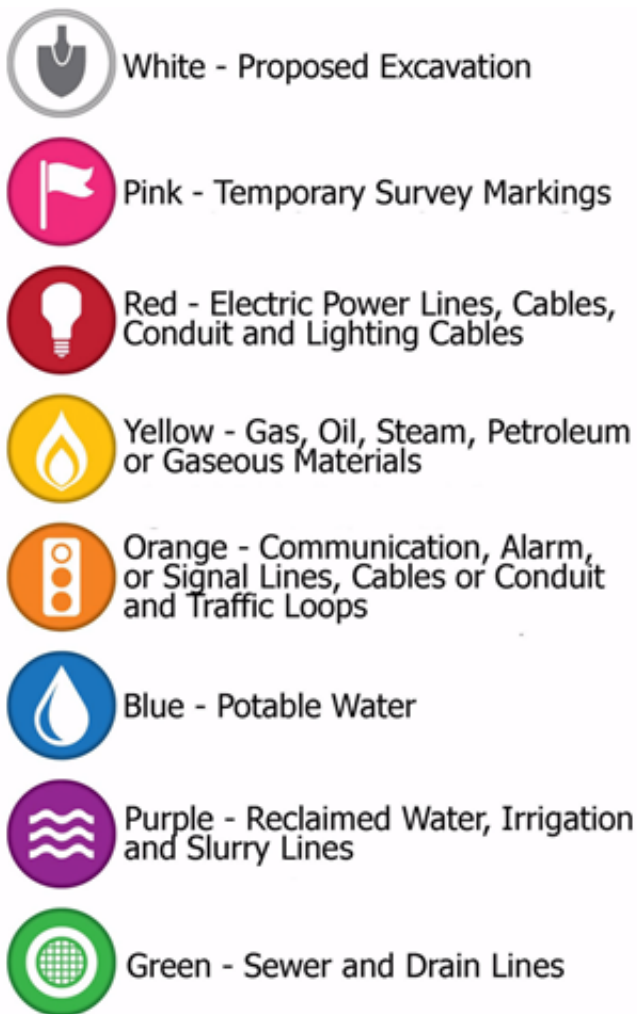 White - Proposed Excavation
Pink - Temporary Survey Markings
Red - Electric Power Lines, Cables,
Conduit and Lighting Cables
Yellow - Gas, Oil, Steam, Petroleum
or Gaseous Materials
Orange - Communication, Alarm,
or Signal Lines, Cables or Conduit
and Traffic Loops
Blue - Potable Water
Purple - Reclaimed Water, Irrigation
and Slurry Lines
Green - Sewer and Drain Lines